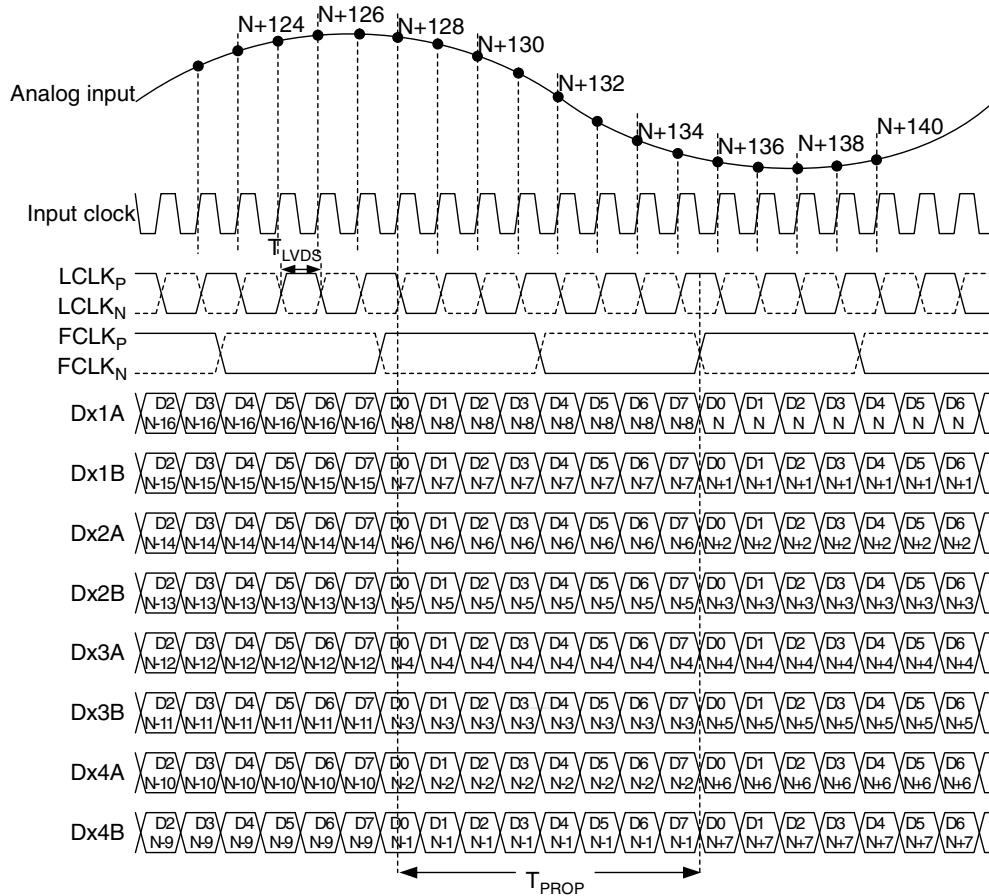 N+124
N+126
N+128
N+130
N+132
N+134
N+136
N+138
N+140
Analog input
Input clock
TLVDS
LCLKP
LCLKN
FCLKP
FCLKN
Dx1A
D2 D3 D4 D5 D6 D7 D0 D1 D2 D3 D4 D5 D6 D7 D0 D1 D2 D3 D4 D5 D6
N-16 N-16 N-16 N-16 N-16 N-16 N-8 N-8 N-8 N-8 N-8 N-8 N-8 N-8 N N N N N N N
Dx1B
D2 D3 D4 D5 D6 D7 D0 D1 D2 D3 D4 D5 D6 D7 D0 D1 D2 D3 D4 D5 D6
N-15 N-15 N-15 N-15 N-15 N-15 N-7 N-7 N-7 N-7 N-7 N-7 N-7 N-7 N+1 N+1 N+1 N+1 N+1 N+1 N+1
Dx2A
D2 D3 D4 D5 D6 D7 D0 D1 D2 D3 D4 D5 D6 D7 D0 D1 D2 D3 D4 D5 D6
N-14 N-14 N-14 N-14 N-14 N-14 N-6 N-6 N-6 N-6 N-6 N-6 N-6 N-6 N+2 N+2 N+2 N+2 N+2 N+2 N+2
Dx2B
D2 D3 D4 D5 D6 D7 D0 D1 D2 D3 D4 D5 D6 D7 D0 D1 D2 D3 D4 D5 D6
N-13 N-13 N-13 N-13 N-13 N-13 N-5 N-5 N-5 N-5 N-5 N-5 N-5 N-5 N+3 N+3 N+3 N+3 N+3 N+3 N+3
Dx3A
D2 D3 D4 D5 D6 D7 D0 D1 D2 D3 D4 D5 D6 D7 D0 D1 D2 D3 D4 D5 D6
N-12 N-12 N-12 N-12 N-12 N-12 N-4 N-4 N-4 N-4 N-4 N-4 N-4 N-4 N+4 N+4 N+4 N+4 N+4 N+4 N+4
Dx3B
D2 D3 D4 D5 D6 D7 D0 D1 D2 D3 D4 D5 D6 D7 D0 D1 D2 D3 D4 D5 D6
N-11 N-11 N-11 N-11 N-11 N-11 N-3 N-3 N-3 N-3 N-3 N-3 N-3 N-3 N+5 N+5 N+5 N+5 N+5 N+5 N+5
Dx4A
D2 D3 D4 D5 D6 D7 D0 D1 D2 D3 D4 D5 D6 D7 D0 D1 D2 D3 D4 D5 D6
N-10 N-10 N-10 N-10 N-10 N-10 N-2 N-2 N-2 N-2 N-2 N-2 N-2 N-2 N+6 N+6 N+6 N+6 N+6 N+6 N+6
Dx4B
D2 D3 D4 D5 D6 D7 D0 D1 D2 D3 D4 D5 D6 D7 D0 D1 D2 D3 D4 D5 D6
N-9 N-9 N-9 N-9 N-9 N-9 N-1 N-1 N-1 N-1 N-1 N-1 N-1 N-1 N+7 N+7 N+7 N+7 N+7 N+7 N+7
TPROP